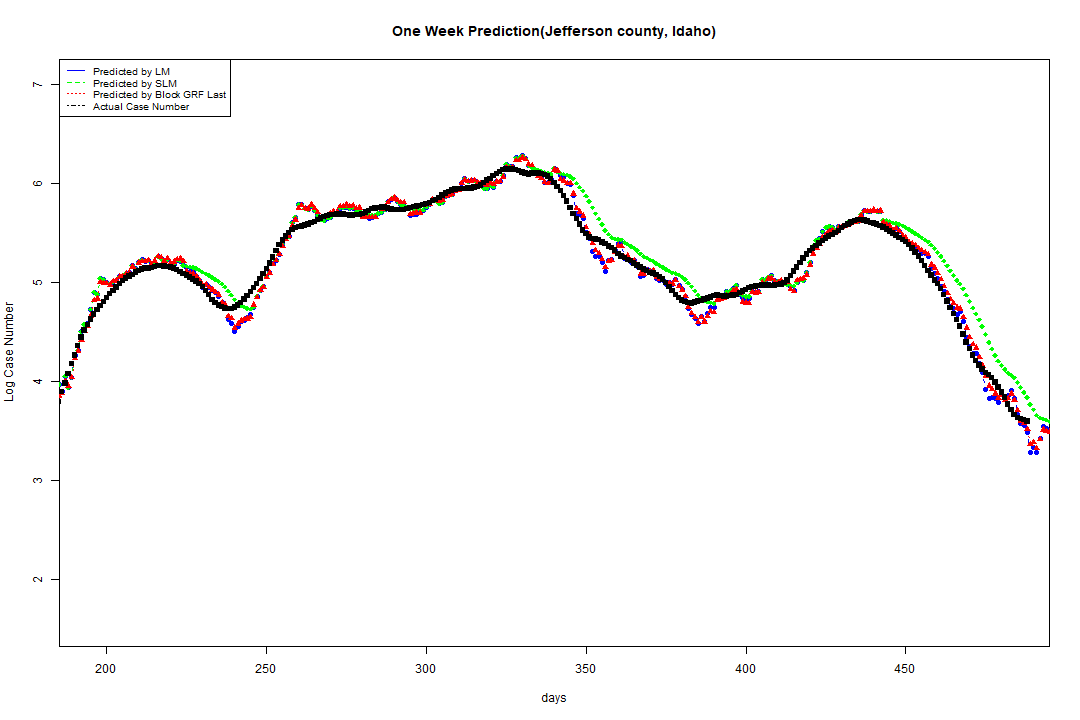 One Week Prediction(Jefferson county, Idaho)
Predicted by LM
Predicted by SLM
Predicted by Block GRF Last
Actual Case Number
7
6
5
4
3
2
Log Case Number
200 250 300 350 400 450
days